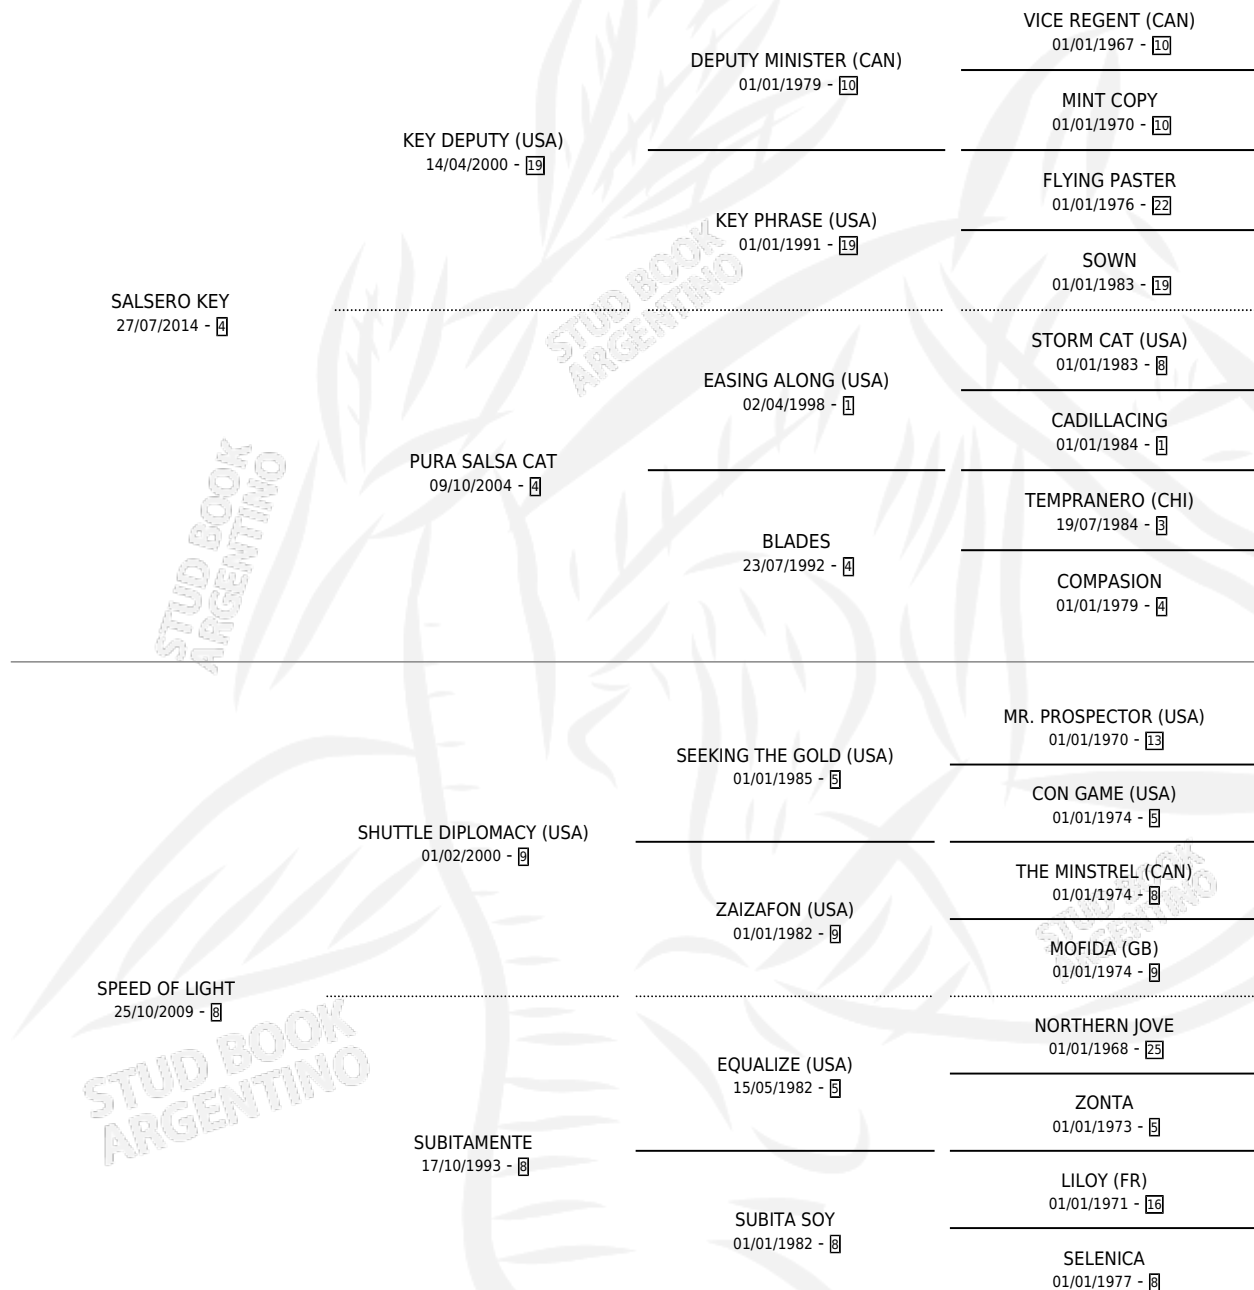 VICE REGENT (CAN)
01/01/1967 - 10
DEPUTY MINISTER (CAN)
01/01/1979 - 10
MINT COPY
01/01/1970 - 10
KEY DEPUTY (USA)
14/04/2000 - 19
FLYING PASTER
01/01/1976 - 22
KEY PHRASE (USA)
01/01/1991 - 19
SOWN
01/01/1983 - 19
SALSERO KEY
27/07/2014 - 4
STORM CAT (USA)
01/01/1983 - 8
EASING ALONG (USA)
02/04/1998 - 1
CADILLACING
01/01/1984 - 1
PURA SALSA CAT
09/10/2004 - 4
TEMPRANERO (CHI)
19/07/1984 - 3
BLADES
23/07/1992 - 4
COMPASION
01/01/1979 - 4
MR. PROSPECTOR (USA)
01/01/1970 - 13
SEEKING THE GOLD (USA)
01/01/1985 - 5
CON GAME (USA)
01/01/1974 - 5
SHUTTLE DIPLOMACY (USA)
01/02/2000 - 9
THE MINSTREL (CAN)
01/01/1974 - 8
ZAIZAFON (USA)
01/01/1982 - 9
MOFIDA (GB)
01/01/1974 - 9
SPEED OF LIGHT
25/10/2009 - 8
NORTHERN JOVE
01/01/1968 - 25
EQUALIZE (USA)
15/05/1982 - 5
ZONTA
01/01/1973 - 5
SUBITAMENTE
17/10/1993 - 8
LILOY (FR)
01/01/1971 - 16
SUBITA SOY
01/01/1982 - 8
SELENICA
01/01/1977 - 8
STUD BOOK
ARGENTINO
STUD BOOK
ARGENTINO
STUD BOOK
ARGENTINO
STUD BOOK
ARGENTINO